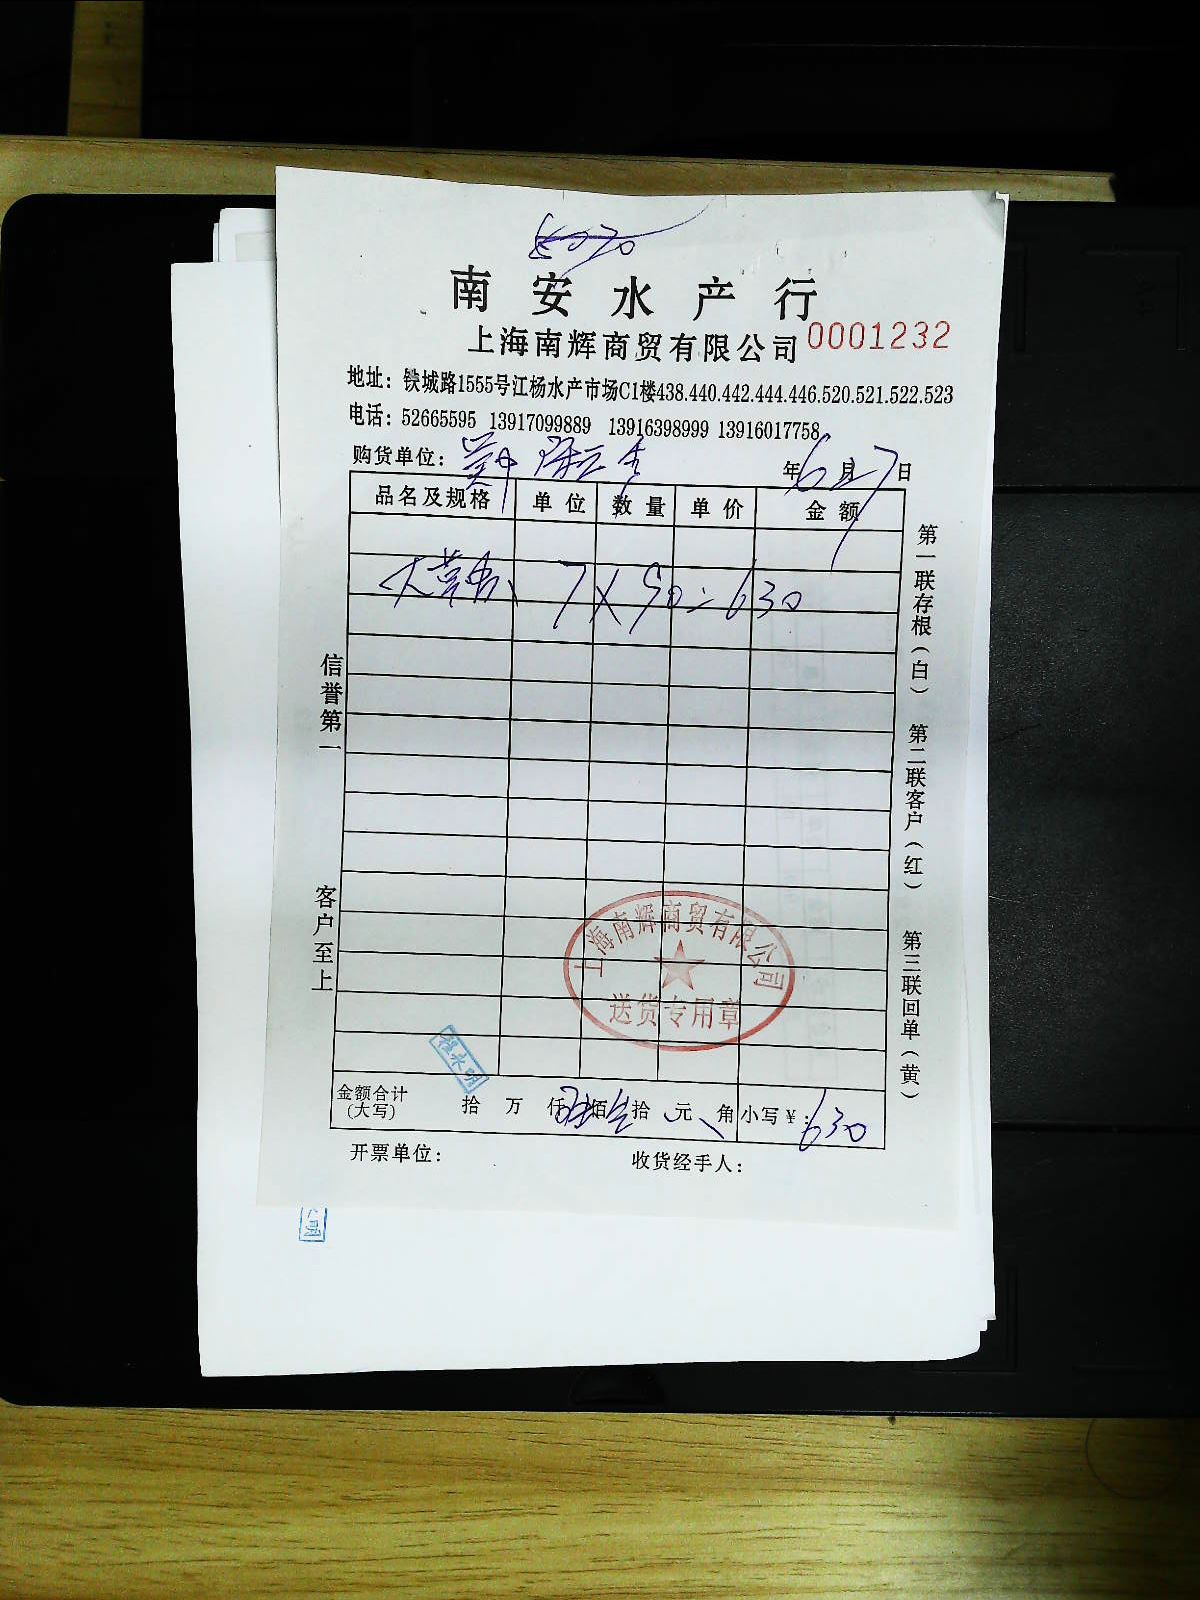 南安水产行
上海南辉商贸有限公司 0001232
地址：铁城路1555号江杨水产市场C1楼438.440.442.444.446.520.521.522.523
电话：52665595 13917099889 13916398999 13916017758
购货单位： 年6月7日
品名及规格 单位 数量 单价 金额
7×90=630
信誉第一
客户至上
第一联存根（白） 第二联客户（红） 第三联回单（黄）
上海南辉商贸有限公司
送货专用章
程永明
金额合计（大写） 拾 万 仟 陆佰叁拾 元 角 小写￥：630
开票单位： 收货经手人：